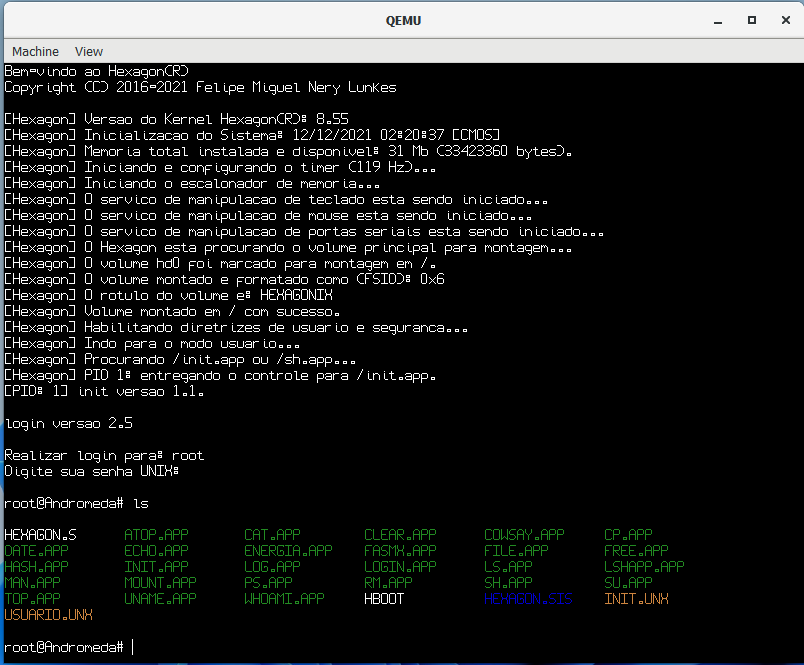 QEMU
Machine View
Bem-vindo ao Hexagon(R)
Copyright (C) 2016-2021 Felipe Miguel Nery Lunkes
[Hexagon] Versao do Kernel Hexagon(R): 8.55
[Hexagon] Inicializacao do Sistema: 12/12/2021 02:20:37 [CMOS]
[Hexagon] Memoria total instalada e disponivel: 31 Mb (33423360 bytes).
[Hexagon] Iniciando e configurando o timer (119 Hz)...
[Hexagon] Iniciando o escalonador de memoria...
[Hexagon] O servico de manipulacao de teclado esta sendo iniciado...
[Hexagon] O servico de manipulacao de mouse esta sendo iniciado...
[Hexagon] O servico de manipulacao de portas seriais esta sendo iniciado...
[Hexagon] O Hexagon esta procurando o volume principal para montagem...
[Hexagon] O volume hd0 foi marcado para montagem em /.
[Hexagon] O volume montado e formatado como (FSID): 0x6
[Hexagon] O rotulo do volume e: HEXAGONIX
[Hexagon] Volume montado em / com sucesso.
[Hexagon] Habilitando diretrizes de usuario e seguranca...
[Hexagon] Indo para o modo usuario...
[Hexagon] Procurando /init.app ou /sh.app...
[Hexagon] PID 1: entregando o controle para /init.app.
[PID: 1] init versao 1.1.
login versao 2.5
Realizar login para: root
Digite sua senha UNIX:
root@Andromeda# ls
HEXAGON.S ATOP.APP CAT.APP CLEAR.APP COWSAY.APP CP.APP
DATE.APP ECHO.APP ENERGIA.APP FASMX.APP FILE.APP FREE.APP
HASH.APP INIT.APP LOG.APP LOGIN.APP LS.APP LSHAPP.APP
MAN.APP MOUNT.APP PS.APP RM.APP SH.APP SU.APP
TOP.APP UNAME.APP WHOAMI.APP HBOOT HEXAGON.SIS INIT.UNX
USUARIO.UNX
root@Andromeda#